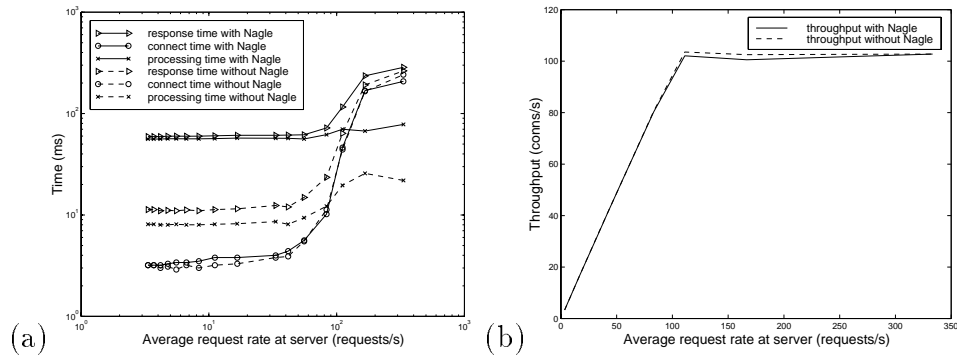 10³
response time with Nagle
connect time with Nagle
processing time with Nagle
response time without Nagle
connect time without Nagle
processing time without Nagle
10²
Time (ms)
10¹
10⁰
10⁰
10¹
10²
10³
Average request rate at server (requests/s)
(a)
120
throughput with Nagle
throughput without Nagle
100
80
Throughput (conns/s)
60
40
20
0
0
50
100
150
200
250
300
350
Average request rate at server (requests/s)
(b)